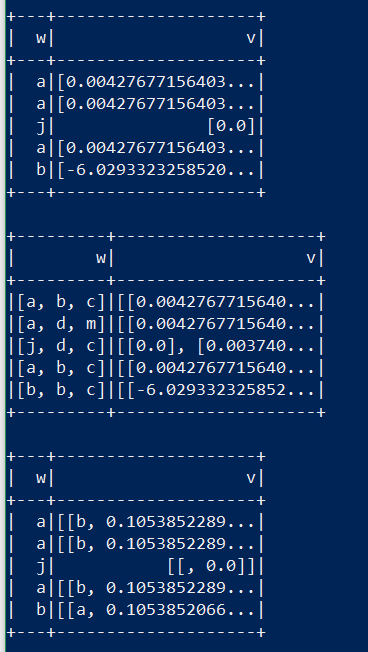 +---+--------------------+
|  w|                   v|
+---+--------------------+
|  a|[0.00427677156403...|
|  a|[0.00427677156403...|
|  j|               [0.0]|
|  a|[0.00427677156403...|
|  b|[-6.0293323258520...|
+---+--------------------+

+---------+--------------------+
|        w|                   v|
+---------+--------------------+
|[a, b, c]|[[0.0042767715640...|
|[a, d, m]|[[0.0042767715640...|
|[j, d, c]|[[0.0], [0.003740...|
|[a, b, c]|[[0.0042767715640...|
|[b, b, c]|[[-6.029332325852...|
+---------+--------------------+

+---+--------------------+
|  w|                   v|
+---+--------------------+
|  a|[[b, 0.1053852289...|
|  a|[[b, 0.1053852289...|
|  j|           [[, 0.0]]|
|  a|[[b, 0.1053852289...|
|  b|[[a, 0.1053852066...|
+---+--------------------+